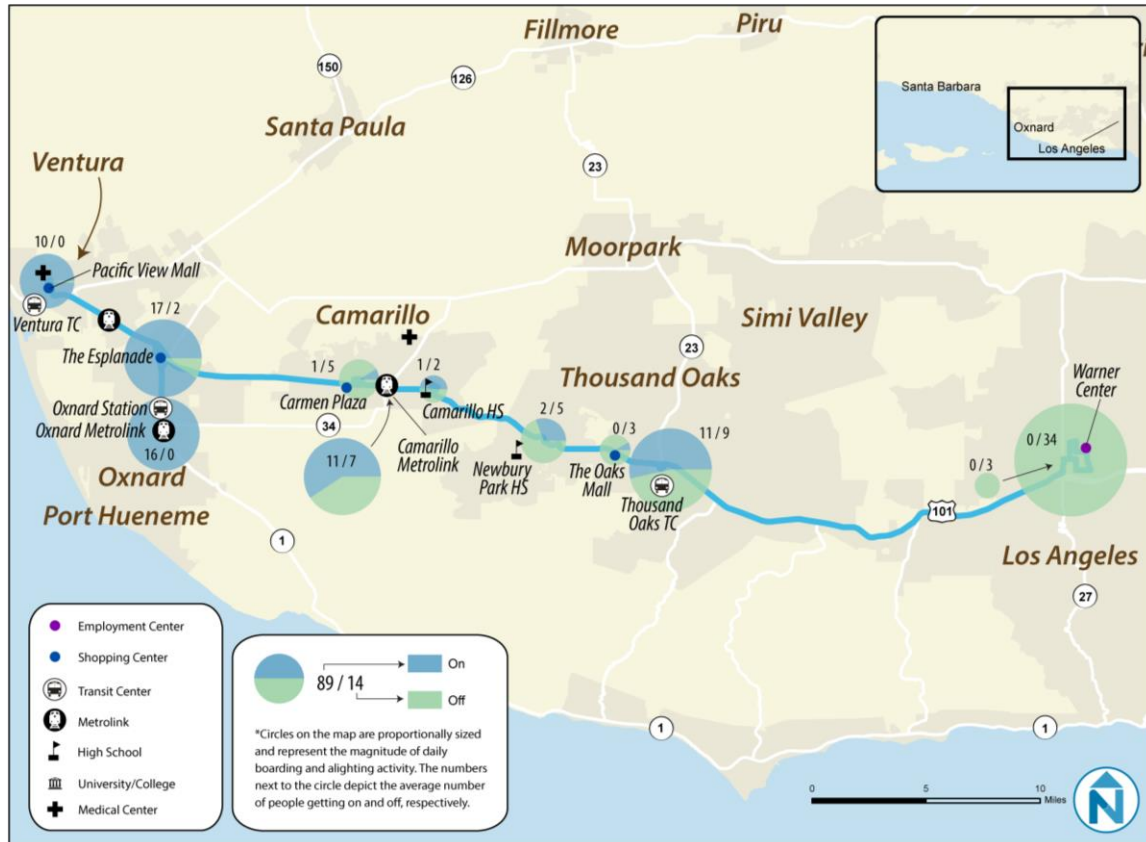 Fillmore
Piru
150
126
Santa Paula
23
Santa Barbara
Oxnard
Los Angeles
Ventura
10 / 0
Pacific View Mall
Ventura TC
Moorpark
17 / 2
Camarillo
Simi Valley
The Esplanade
23
1 / 5
1 / 2
Thousand Oaks
Warner
Center
Carmen Plaza
Camarillo HS
Oxnard Station
Oxnard Metrolink
34
2 / 5
0 / 3
11 / 9
16 / 0
11 / 7
Camarillo
Metrolink
Newbury
Park HS
The Oaks
Mall
Thousand
Oaks TC
0 / 3
0 / 34
Oxnard
Port Hueneme
101
1
Los Angeles
27
Employment Center
Shopping Center
Transit Center
Metrolink
High School
University/College
Medical Center
89 / 14
On
Off
*Circles on the map are proportionally sized
and represent the magnitude of daily
boarding and alighting activity. The numbers
next to the circle depict the average number
of people getting on and off, respectively.
1
1
0
5
10
Miles
N